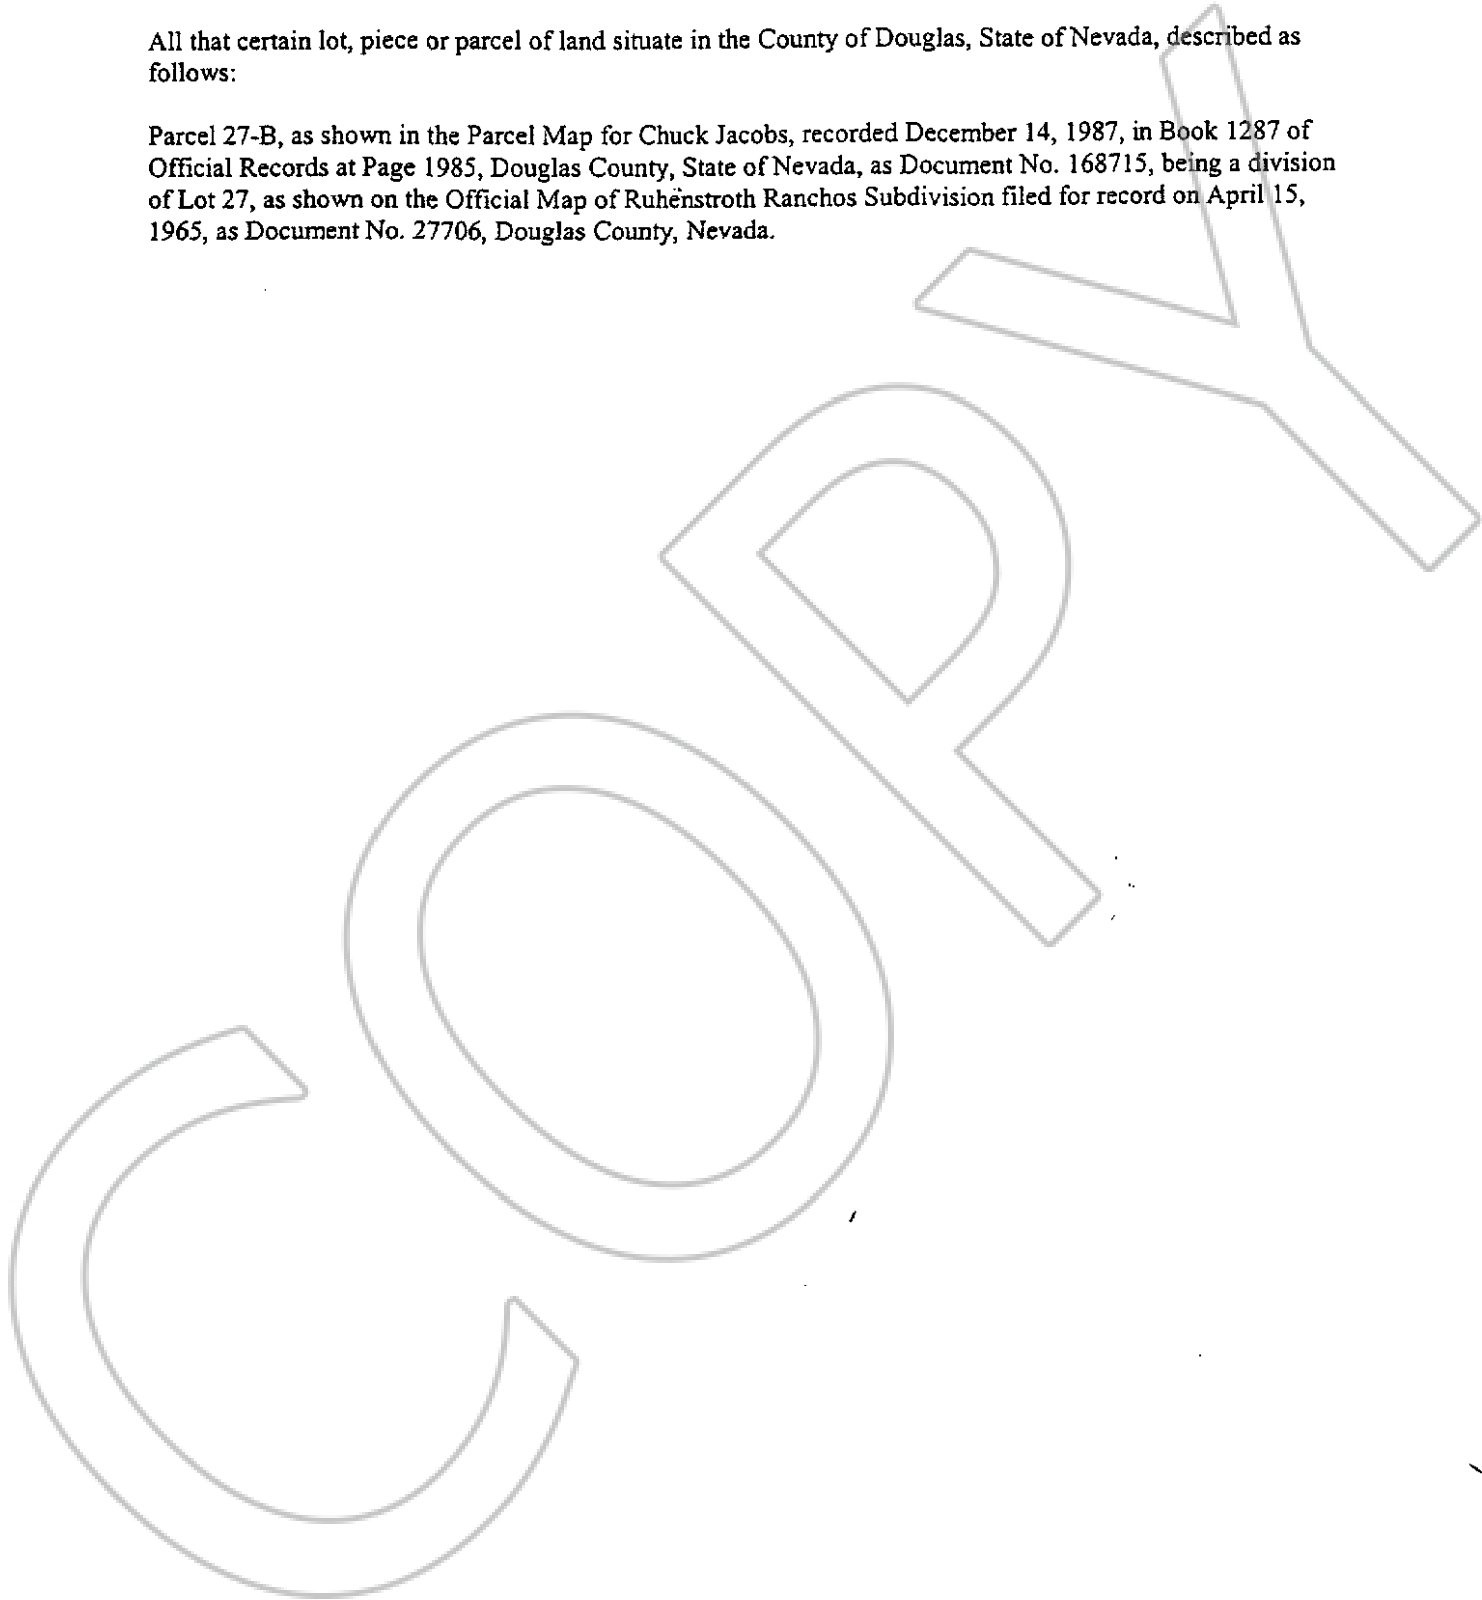 All that certain lot, piece or parcel of land situate in the County of Douglas, State of Nevada, described as
follows:
Parcel 27-B, as shown in the Parcel Map for Chuck Jacobs, recorded December 14, 1987, in Book 1287 of
Official Records at Page 1985, Douglas County, State of Nevada, as Document No. 168715, being a division
of Lot 27, as shown on the Official Map of Ruhenstroth Ranchos Subdivision filed for record on April 15,
1965, as Document No. 27706, Douglas County, Nevada.
COPY